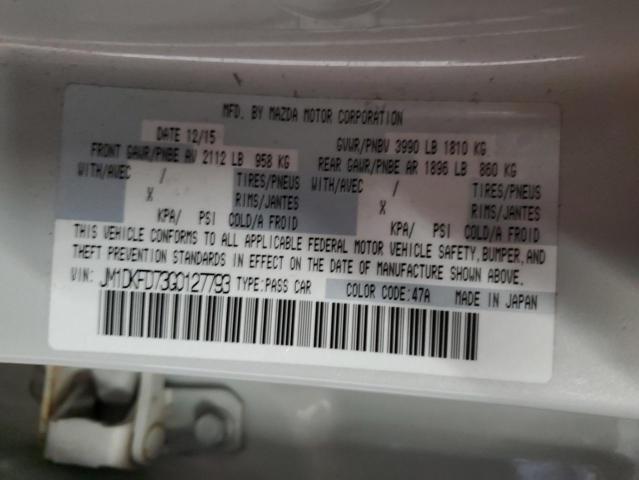 MFD. BY MAZDA MOTOR CORPORATION
DATE 12/15 GVWR/PNBV 3990 LB 1810 KG
FRONT GAWR/PNBE AV 2112 LB 958 KG REAR GAWR/PNBE AR 1896 LB 860 KG
WITH/AVEC / TIRES/PNEUS WITH/AVEC / TIRES/PNEUS
X RIMS/JANTES X RIMS/JANTES
KPA/ PSI COLD/A FROID KPA/ PSI COLD/A FROID
THIS VEHICLE CONFORMS TO ALL APPLICABLE FEDERAL MOTOR VEHICLE SAFETY, BUMPER, AND
THEFT PREVENTION STANDARDS IN EFFECT ON THE DATE OF MANUFACTURE SHOWN ABOVE.
VIN: JM1DKFD73G0127793 TYPE:PASS CAR COLOR CODE:47A MADE IN JAPAN